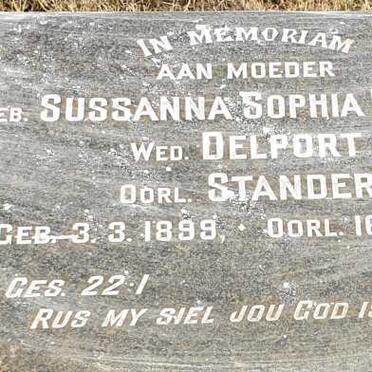 IN MEMORIAM
AAN MOEDER
EB. SUSSANNA SOPHIA
WED. DELPORT
OORL. STANDER
GEB. 3. 3. 1899, OORL. 1
GES. 22:1
RUS MY SIEL JOU GOD IS